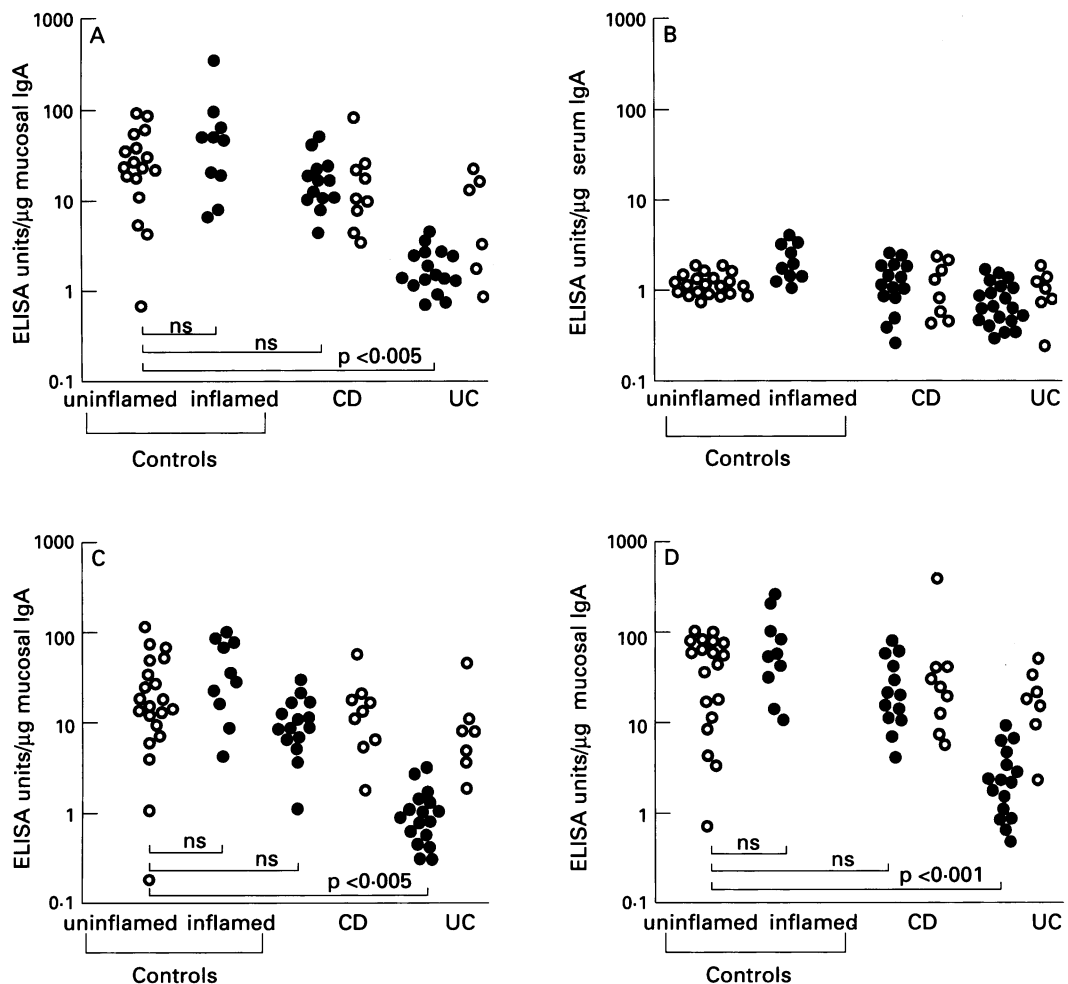 A
ELISA units/µg mucosal IgA
1000
100
10
1
0·1
ns
ns
p <0·005
uninflamed inflamed CD UC
Controls
B
ELISA units/µg serum IgA
1000
100
10
1
0·1
uninflamed inflamed CD UC
Controls
C
ELISA units/µg mucosal IgA
1000
100
10
1
0·1
ns
ns
p <0·005
uninflamed inflamed CD UC
Controls
D
ELISA units/µg mucosal IgA
1000
100
10
1
0·1
ns
ns
p <0·001
uninflamed inflamed CD UC
Controls